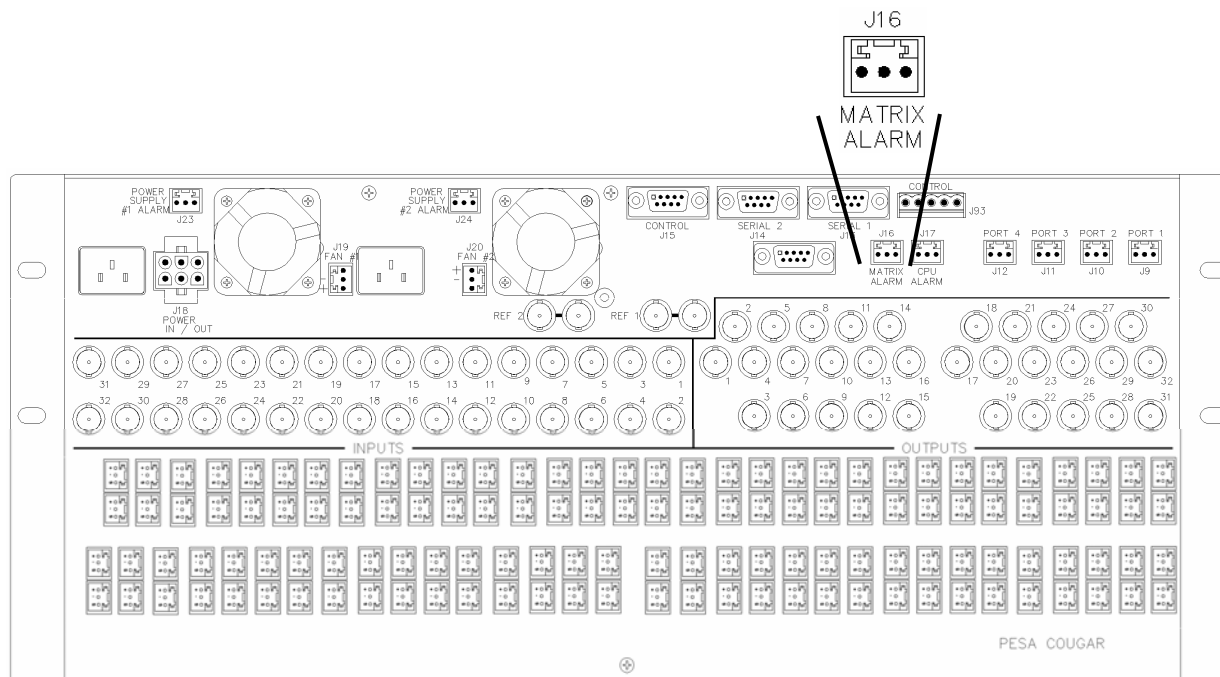 J16
MATRIX
ALARM
POWER
SUPPLY
#1 ALARM
J23
POWER
SUPPLY
#2 ALARM
J24
CONTROL
J15
SERIAL 2
J14
SERIAL 1
CONTROL
J93
J19
FAN #1
-
+
J20
FAN #2
+
-
J16
MATRIX
ALARM
J17
CPU
ALARM
PORT 4
J12
PORT 3
J11
PORT 2
J10
PORT 1
J9
J18
POWER
IN / OUT
REF 2
REF 1
2 5 8 11 14 18 21 24 27 30
31 29 27 25 23 21 19 17 15 13 11 9 7 5 3 1
1 4 7 10 13 16 17 20 23 26 29 32
32 30 28 26 24 22 20 18 16 14 12 10 8 6 4 2
3 6 9 12 15 19 22 25 28 31
INPUTS
OUTPUTS
PESA COUGAR